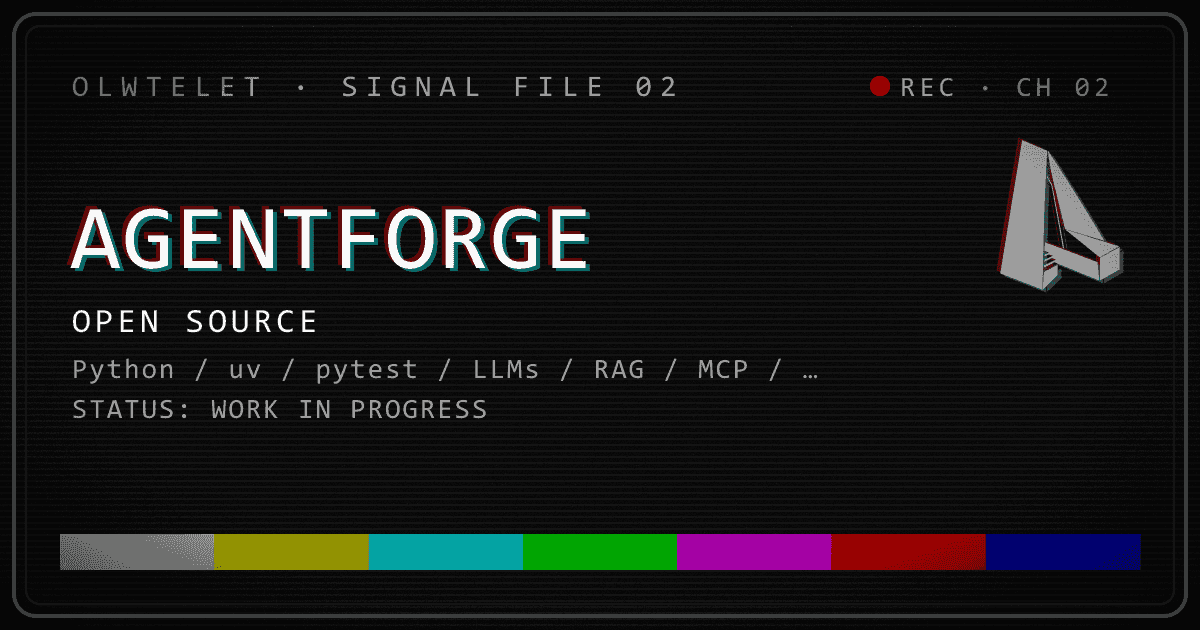 OLWTELET · SIGNAL FILE 02
REC · CH 02
AGENTFORGE
OPEN SOURCE
Python / uv / pytest / LLMs / RAG / MCP / …
STATUS: WORK IN PROGRESS